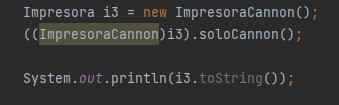 Impresora i3 = new ImpresoraCannon();
((ImpresoraCannon)i3).soloCannon();
System.out.println(i3.toString());